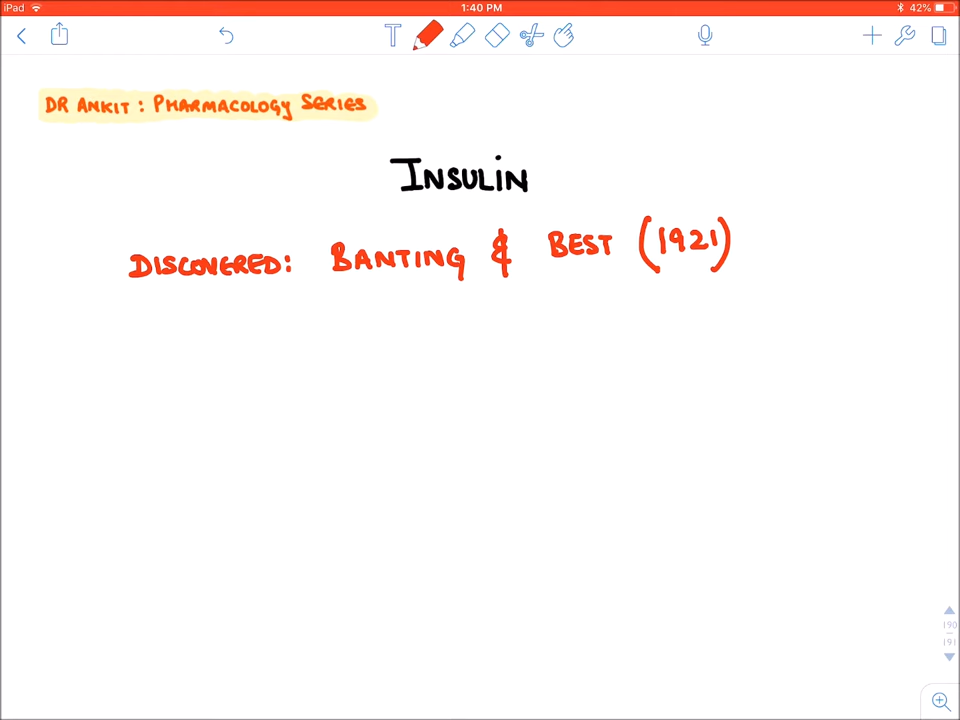 iPad 1:40 PM 42%
T
DR ANKIT : PHARMACOLOGY SERIES
INSULIN
DISCOVERED: BANTING & BEST (1921)
190
191